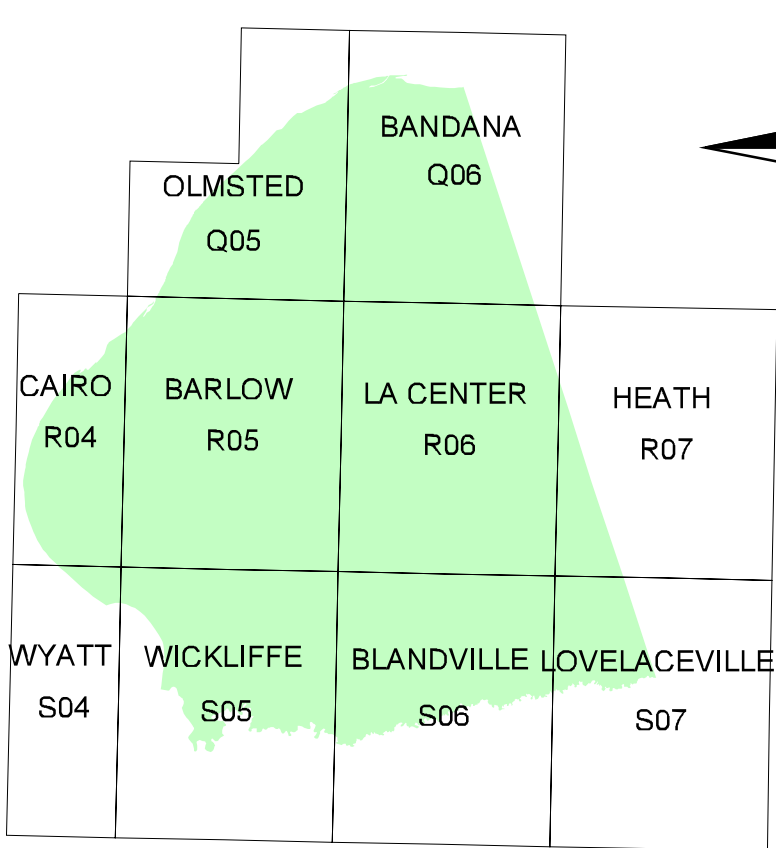 BANDANA
Q06
OLMSTED
Q05
CAIRO
R04
BARLOW
R05
LA CENTER
R06
HEATH
R07
WYATT
S04
WICKLIFFE
S05
BLANDVILLE
S06
LOVELACEVILLE
S07